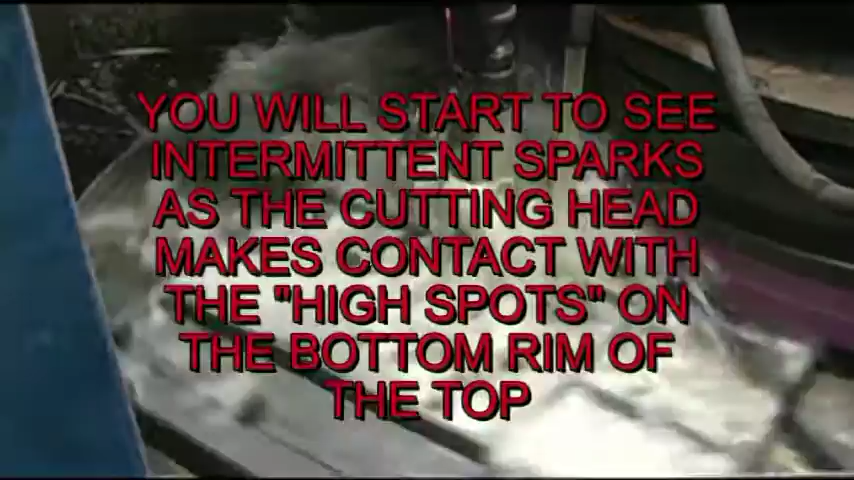 YOU WILL START TO SEE
INTERMITTENT SPARKS
AS THE CUTTING HEAD
MAKES CONTACT WITH
THE "HIGH SPOTS" ON
THE BOTTOM RIM OF
THE TOP